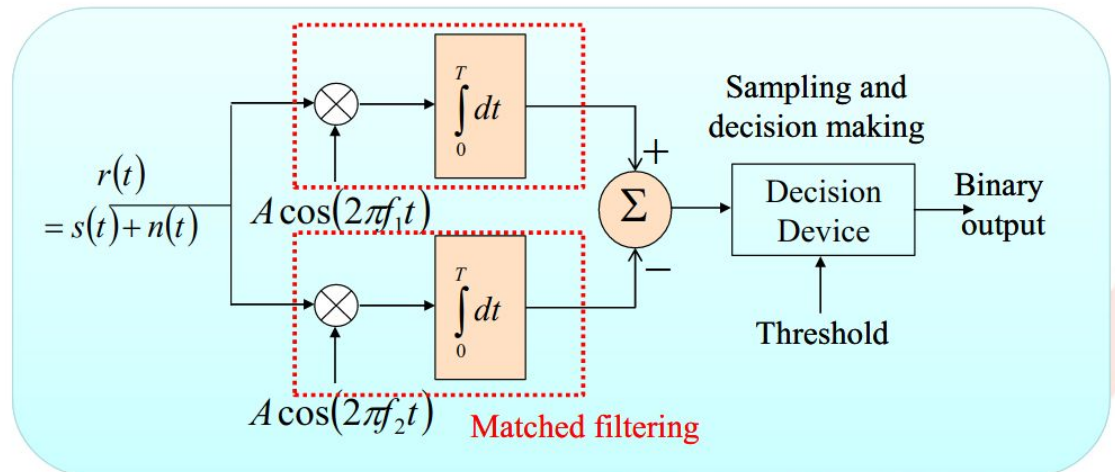 T
∫ dt
0
Sampling and
decision making
r(t)
= s(t) + n(t)
A cos(2πf₁t)
+
Σ
Decision
Device
Binary
output
T
∫ dt
0
−
Threshold
A cos(2πf₂t)
Matched filtering